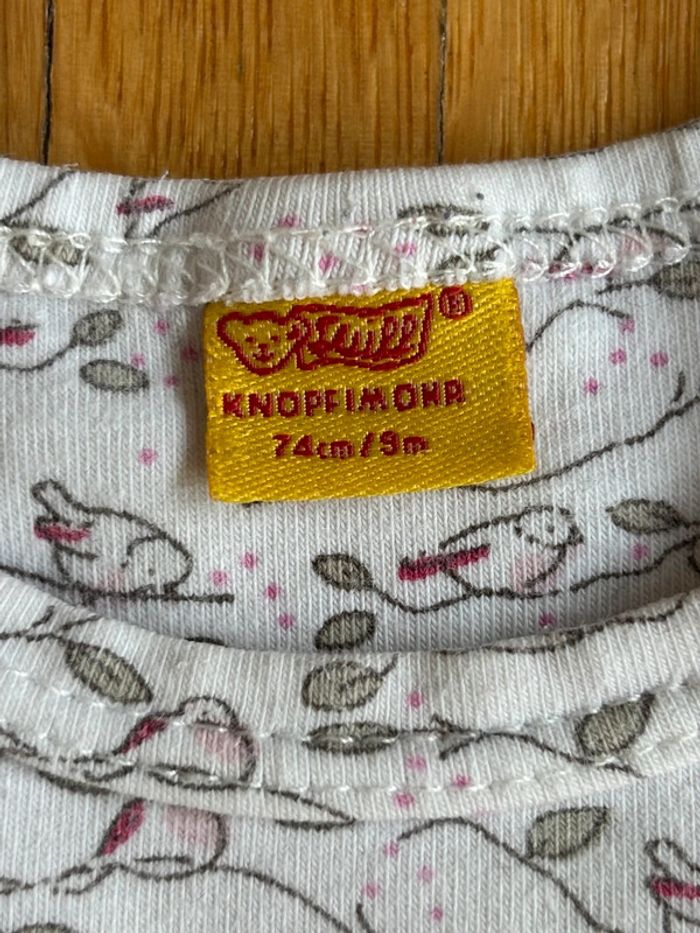 Steiff ®
KNOPF IM OHR
74cm/9m